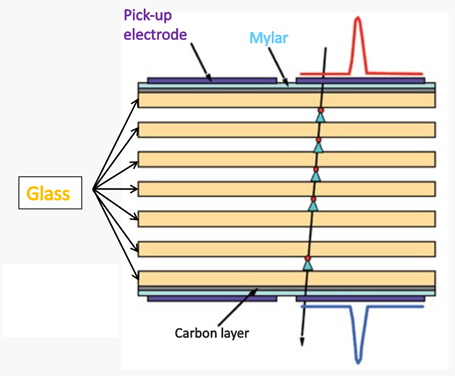 Pick-up
electrode
Mylar
Glass
Carbon layer